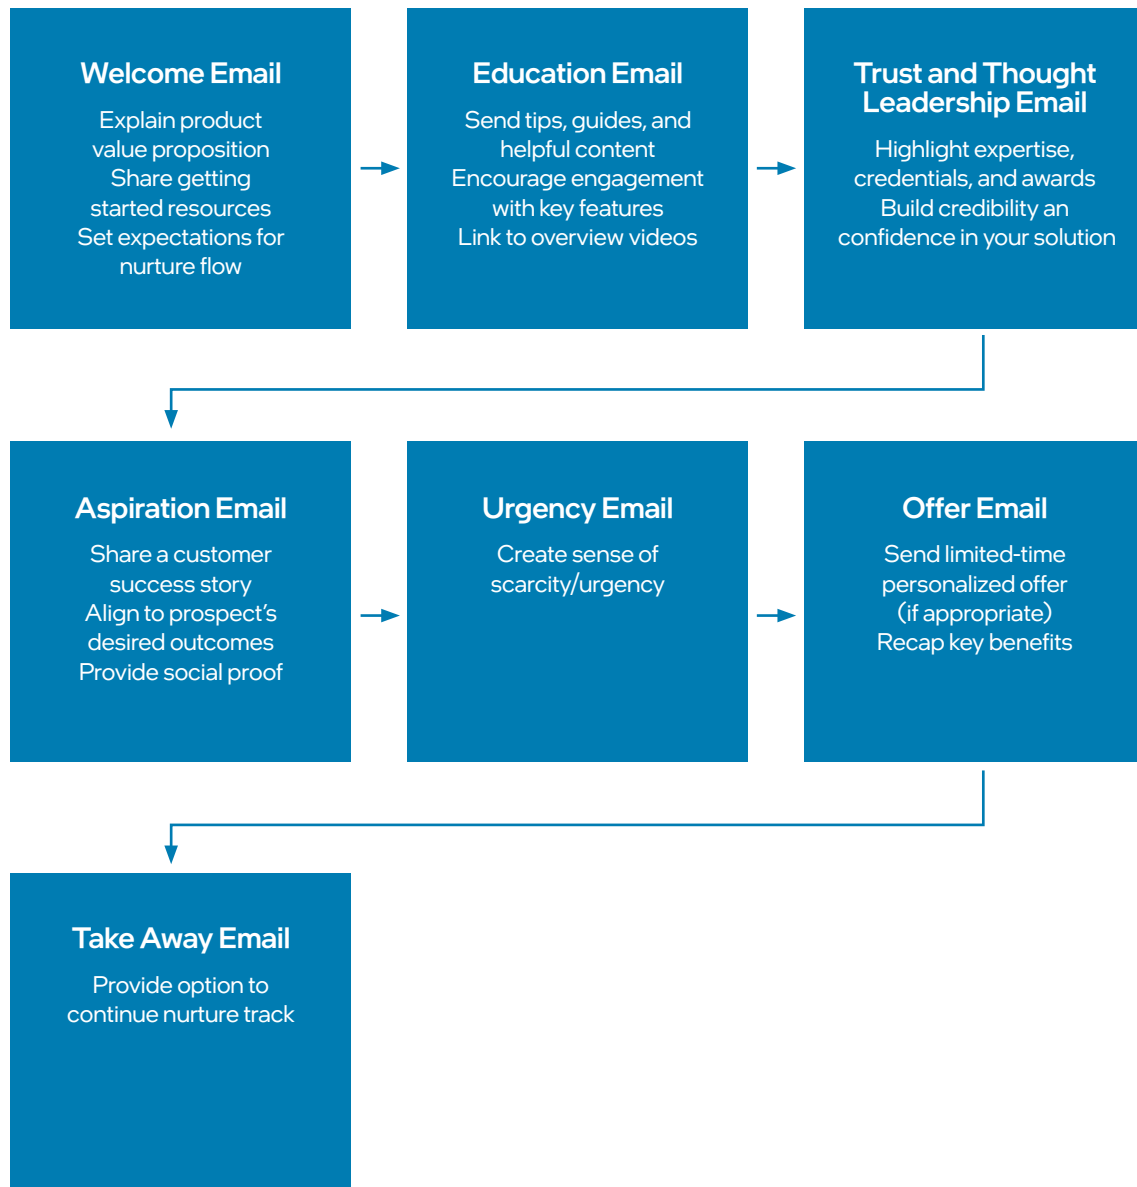 Welcome Email
Explain product
value proposition
Share getting
started resources
Set expectations for
nurture flow
Education Email
Send tips, guides, and
helpful content
Encourage engagement
with key features
Link to overview videos
Trust and Thought
Leadership Email
Highlight expertise,
credentials, and awards
Build credibility an
confidence in your solution
Aspiration Email
Share a customer
success story
Align to prospect’s
desired outcomes
Provide social proof
Urgency Email
Create sense of
scarcity/urgency
Offer Email
Send limited-time
personalized offer
(if appropriate)
Recap key benefits
Take Away Email
Provide option to
continue nurture track